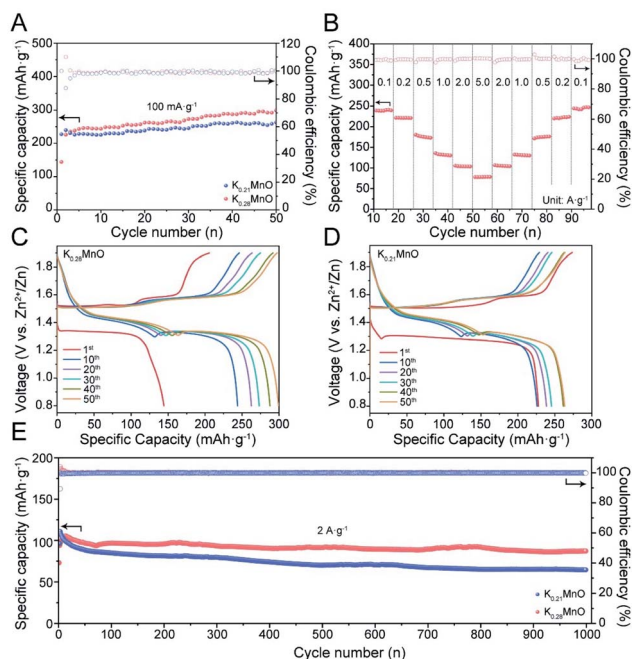 A
Specific capacity (mAh·g⁻¹)
500
400
300
200
100
0
100 mA·g⁻¹
K₀.₂₁MnO
K₀.₂₈MnO
120
100
80
60
40
20
0
Coulombic efficiency (%)
0 10 20 30 40 50
Cycle number (n)
B
Specific capacity (mAh·g⁻¹)
400
350
300
250
200
150
100
50
0
0.1 0.2 0.5 1.0 2.0 5.0 2.0 1.0 0.5 0.2 0.1
Unit: A·g⁻¹
100
80
60
40
20
0
Coulombic efficiency (%)
10 20 30 40 50 60 70 80 90
Cycle number (n)
C
Voltage (V vs. Zn²⁺/Zn)
K₀.₂₈MnO
1.8
1.6
1.4
1.2
1.0
0.8
1ˢᵗ
10ᵗʰ
20ᵗʰ
30ᵗʰ
40ᵗʰ
50ᵗʰ
0 50 100 150 200 250 300
Specific Capacity (mAh·g⁻¹)
D
Voltage (V vs. Zn²⁺/Zn)
K₀.₂₁MnO
1.8
1.6
1.4
1.2
1.0
0.8
1ˢᵗ
10ᵗʰ
20ᵗʰ
30ᵗʰ
40ᵗʰ
50ᵗʰ
0 50 100 150 200 250 300
Specific Capacity (mAh·g⁻¹)
E
Specific capacity (mAh·g⁻¹)
200
150
100
50
0
2 A·g⁻¹
K₀.₂₁MnO
K₀.₂₈MnO
100
80
60
40
20
0
Coulombic efficiency (%)
0 100 200 300 400 500 600 700 800 900 1000
Cycle number (n)